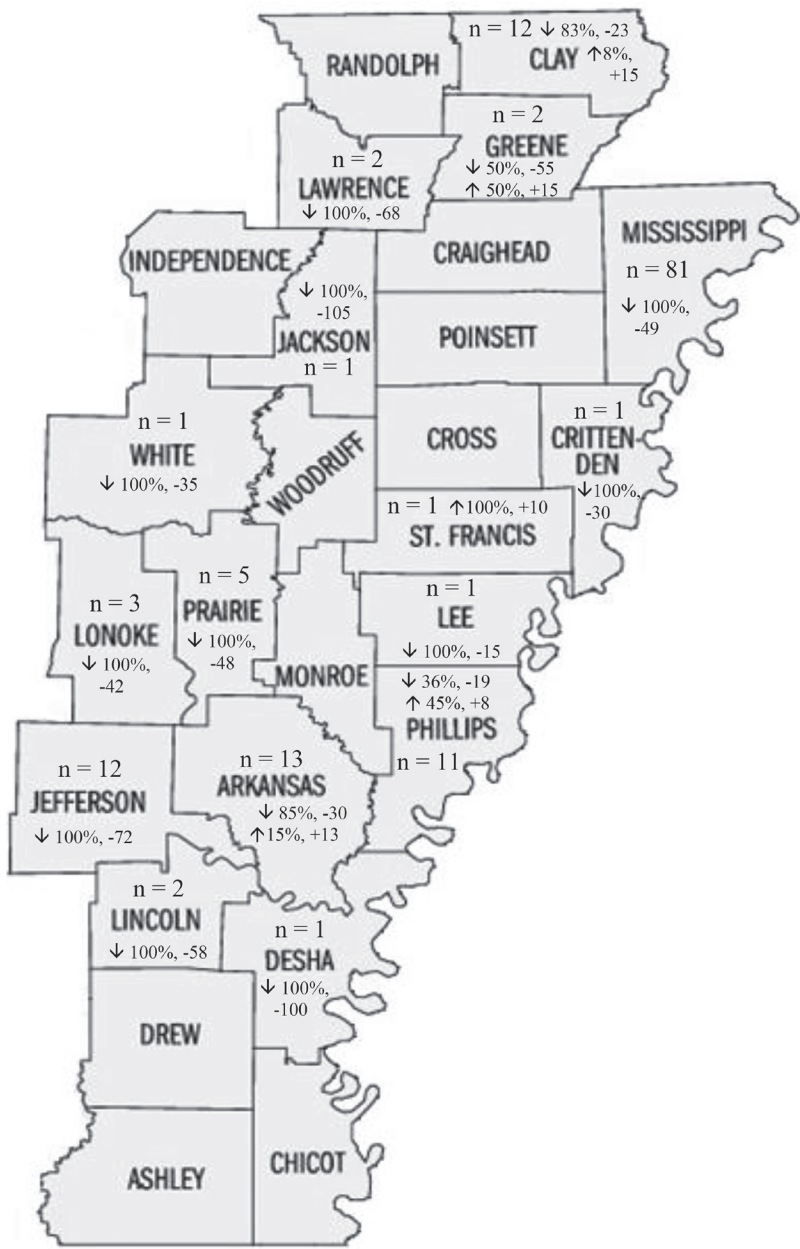 n = 12 ↓ 83%, -23
RANDOLPH
CLAY ↑8%,
+15
n = 2
GREENE
↓ 50%, -55
↑ 50%, +15
n = 2
LAWRENCE
↓ 100%, -68
MISSISSIPPI
n = 81
↓ 100%,
-49
CRAIGHEAD
INDEPENDENCE
↓ 100%,
-105
JACKSON
n = 1
POINSETT
n = 1
WHITE
↓ 100%, -35
WOODRUFF
CROSS
n = 1
CRITTEN-
DEN
↓100%,
-30
n = 1 ↑100%, +10
ST. FRANCIS
n = 3
LONOKE
↓ 100%,
-42
n = 5
PRAIRIE
↓ 100%,
-48
MONROE
n = 1
LEE
↓ 100%, -15
↓ 36%, -19
↑ 45%, +8
PHILLIPS
n = 11
n = 12
JEFFERSON
↓ 100%, -72
n = 13
ARKANSAS
↓ 85%, -30
↑15%, +13
n = 2
LINCOLN
↓ 100%, -58
n = 1
DESHA
↓ 100%,
-100
DREW
ASHLEY
CHICOT